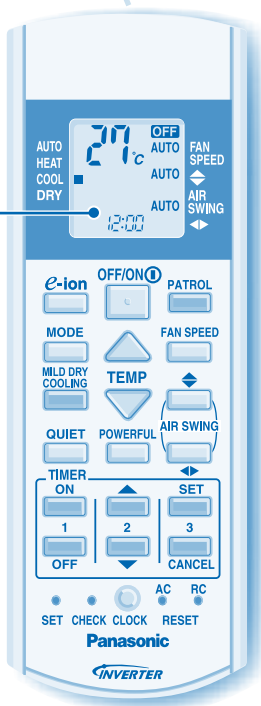 OFF
27°C AUTO FAN SPEED
AUTO
HEAT
COOL
DRY
AUTO
AUTO AIR SWING
12:00
e-ion OFF/ON PATROL
MODE FAN SPEED
MILD DRY COOLING TEMP
AIR SWING
QUIET POWERFUL
TIMER
ON SET
1 2 3
OFF CANCEL
AC RC
SET CHECK CLOCK RESET
Panasonic
INVERTER